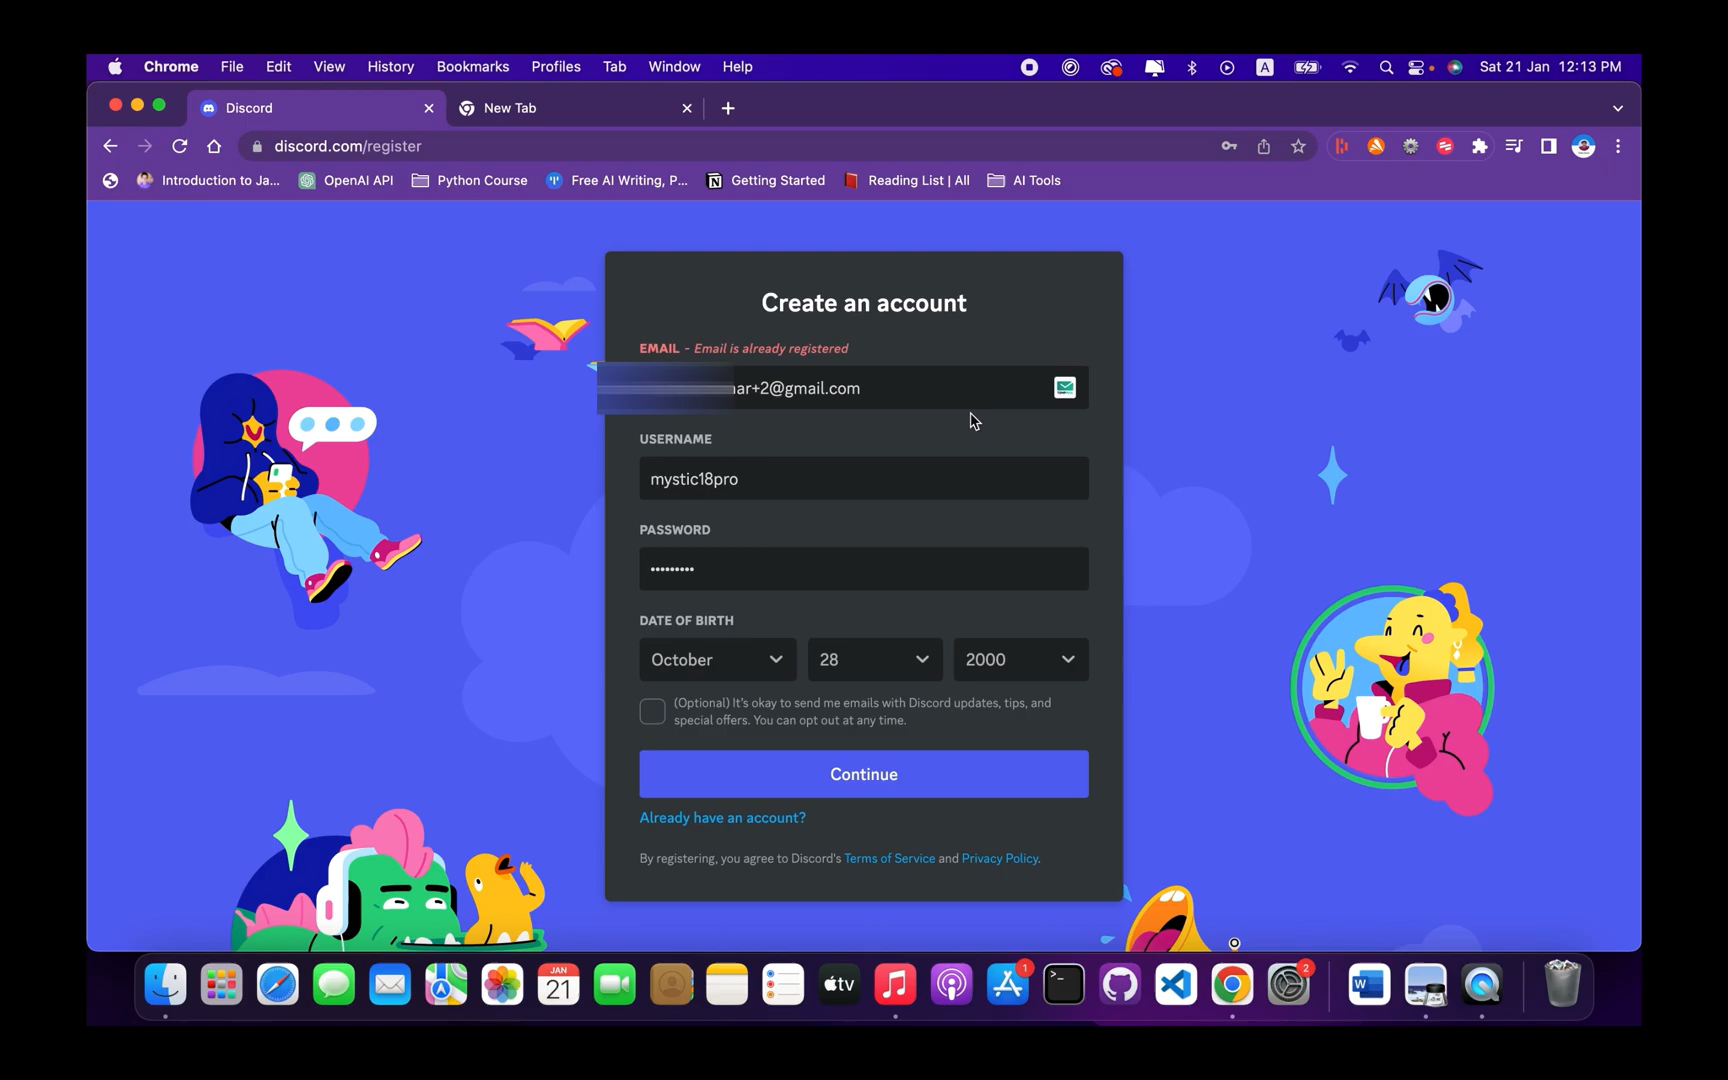 Chrome File Edit View History Bookmarks Profiles Tab Window Help A Sat 21 Jan 12:13 PM
Discord New Tab
discord.com/register
Introduction to Ja... OpenAI API Python Course Free AI Writing, P... Getting Started Reading List | All AI Tools
Create an account
EMAIL - Email is already registered
ar+2@gmail.com
USERNAME
mystic18pro
PASSWORD
•••••••••
DATE OF BIRTH
October 28 2000
(Optional) It's okay to send me emails with Discord updates, tips, and
special offers. You can opt out at any time.
Continue
Already have an account?
By registering, you agree to Discord's Terms of Service and Privacy Policy.
JAN
21
tv
1
2
W